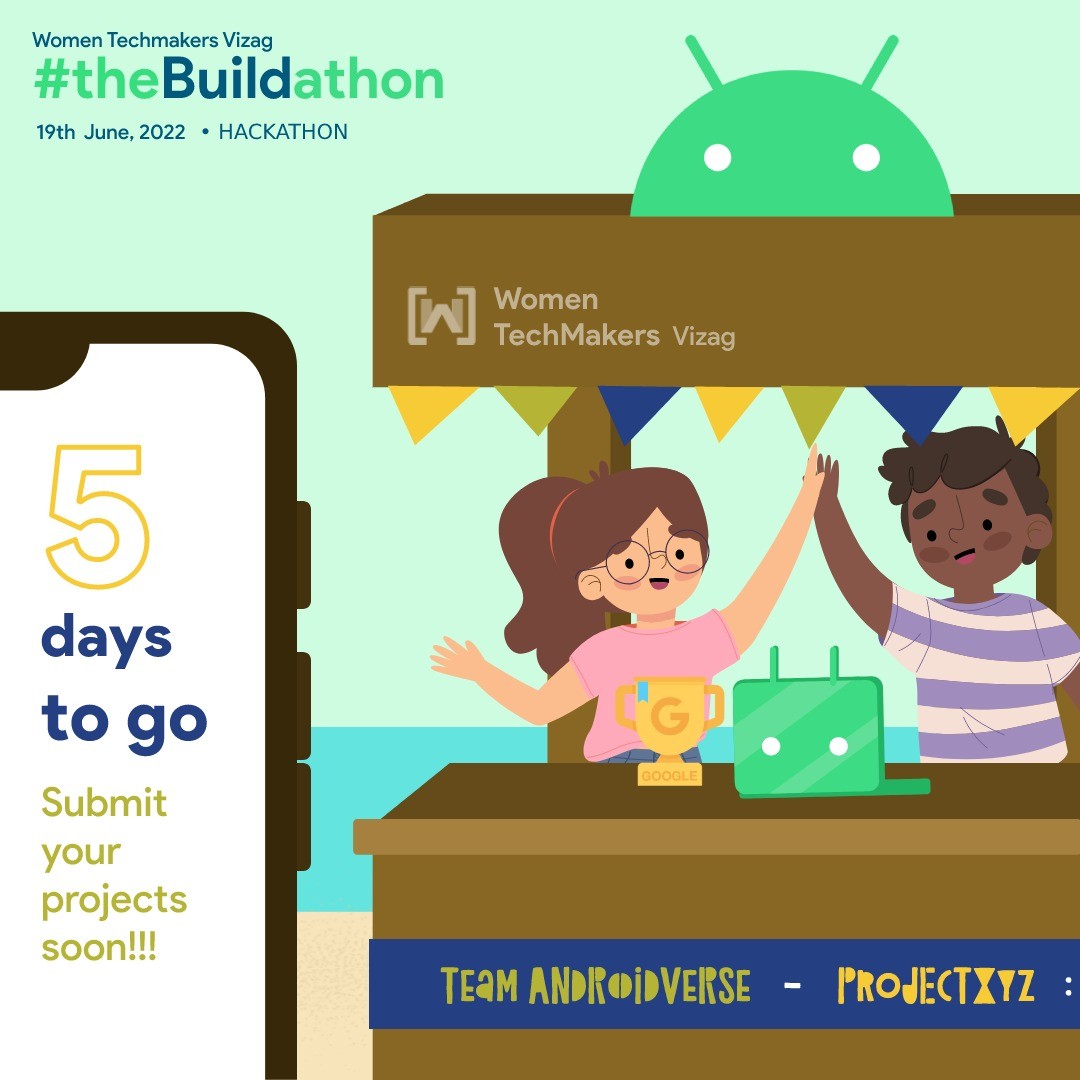 Women Techmakers Vizag
#theBuildathon
19th June, 2022 • HACKATHON
Women
TechMakers Vizag
5
days
to go
Submit
your
projects
soon!!!
G
GOOGLE
TEAM ANDROIDVERSE - PROJECTXYZ :